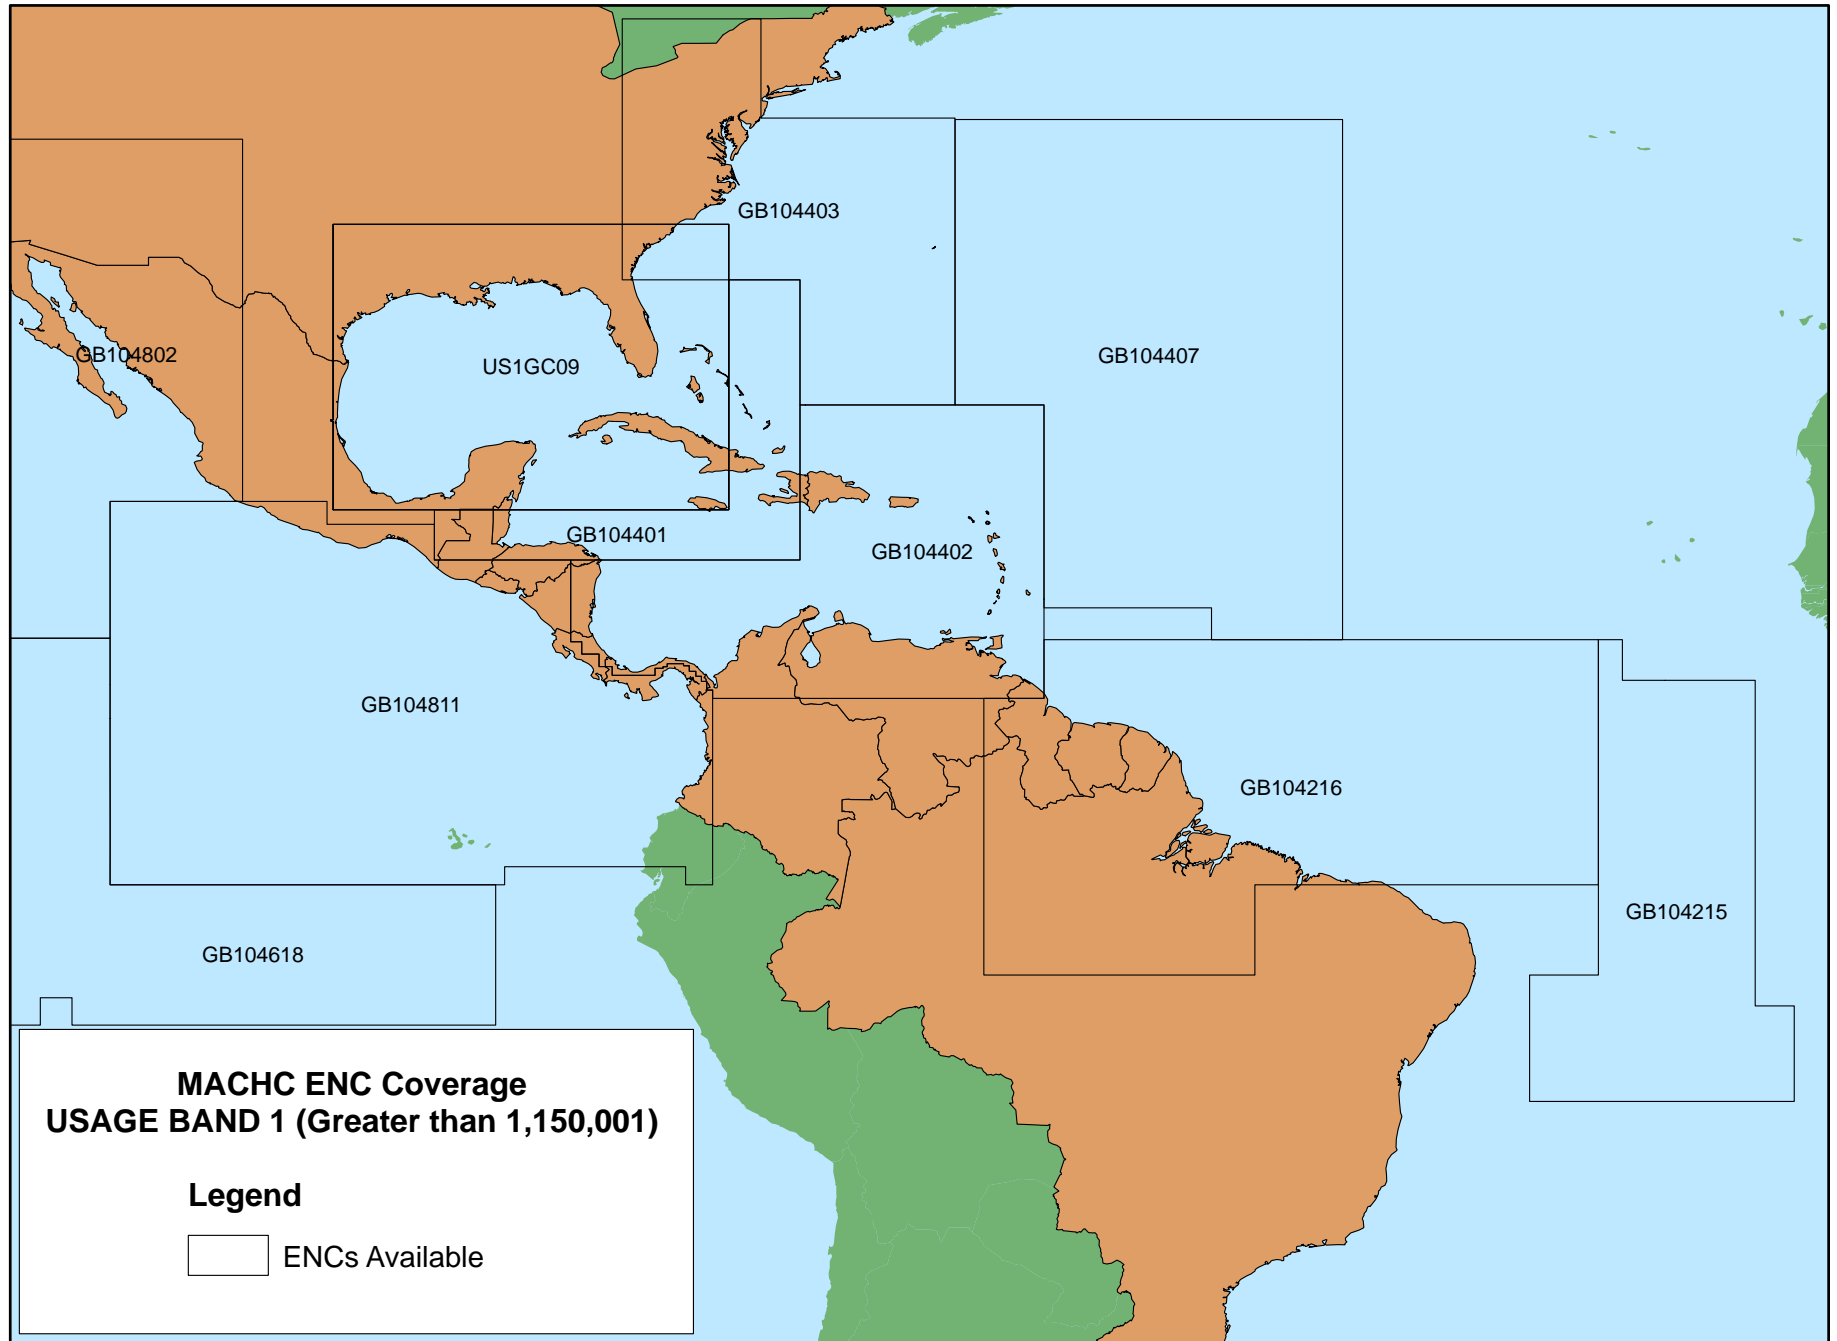 GB104403
GB104802
US1GC09
GB104407
GB104401
GB104402
GB104811
GB104216
GB104215
GB104618
MACHC ENC Coverage
USAGE BAND 1 (Greater than 1,150,001)
Legend
ENCs Available